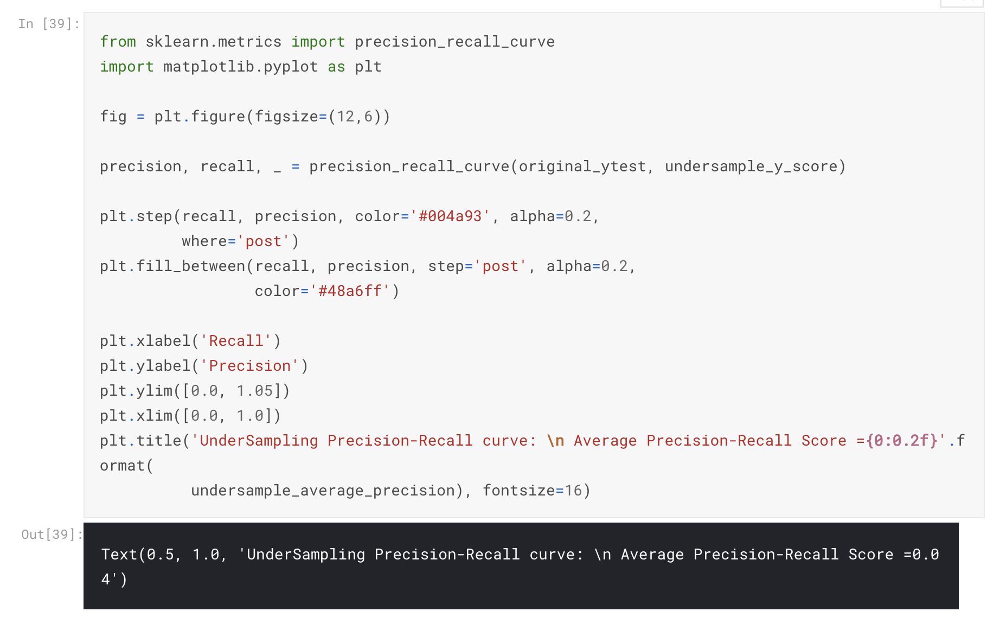 In [39]:
from sklearn.metrics import precision_recall_curve
import matplotlib.pyplot as plt
fig = plt.figure(figsize=(12,6))
precision, recall, _ = precision_recall_curve(original_ytest, undersample_y_score)
plt.step(recall, precision, color='#004a93', alpha=0.2,
         where='post')
plt.fill_between(recall, precision, step='post', alpha=0.2,
                 color='#48a6ff')
plt.xlabel('Recall')
plt.ylabel('Precision')
plt.ylim([0.0, 1.05])
plt.xlim([0.0, 1.0])
plt.title('UnderSampling Precision-Recall curve: \n Average Precision-Recall Score ={0:0.2f}'.f
ormat(
          undersample_average_precision), fontsize=16)
Out[39]:
Text(0.5, 1.0, 'UnderSampling Precision-Recall curve: \n Average Precision-Recall Score =0.0
4')